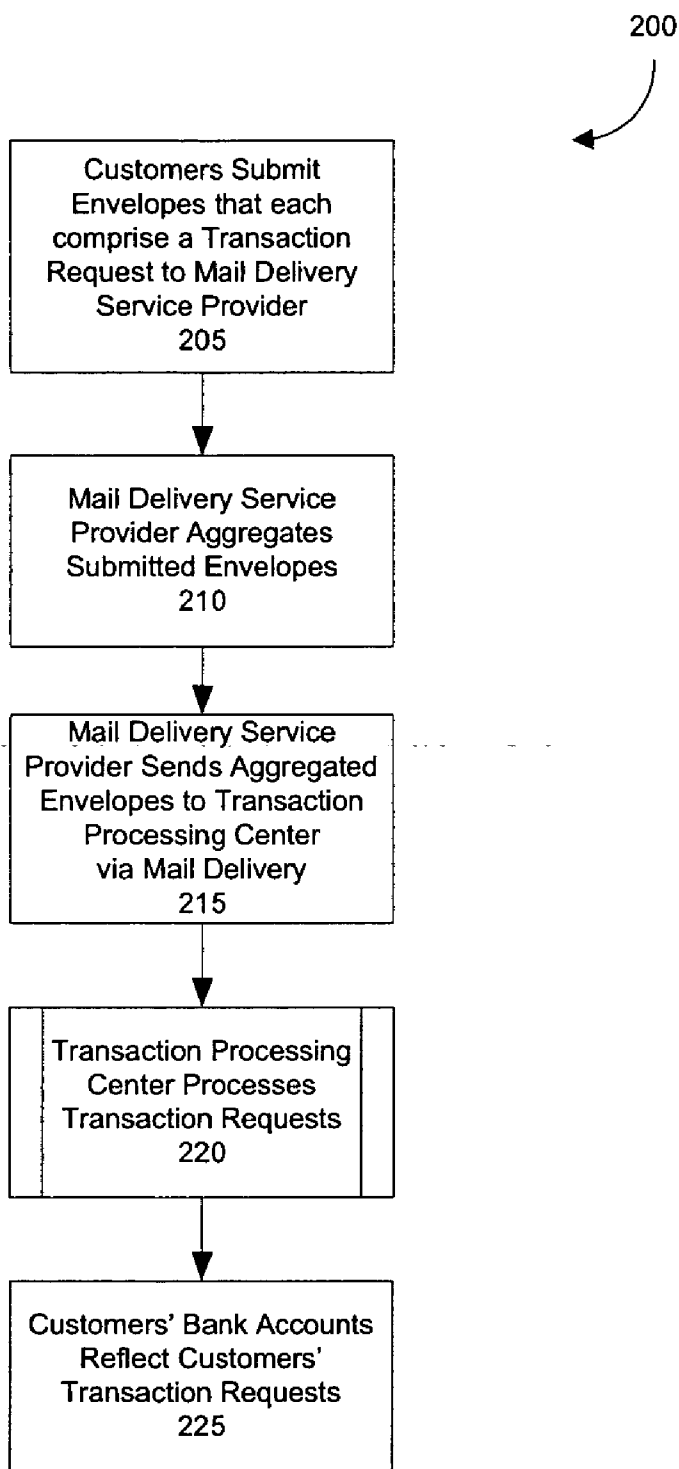 200
Customers Submit
Envelopes that each
comprise a Transaction
Request to Mail Delivery
Service Provider
205
Mail Delivery Service
Provider Aggregates
Submitted Envelopes
210
Mail Delivery Service
Provider Sends Aggregated
Envelopes to Transaction
Processing Center
via Mail Delivery
215
Transaction Processing
Center Processes
Transaction Requests
220
Customers' Bank Accounts
Reflect Customers'
Transaction Requests
225